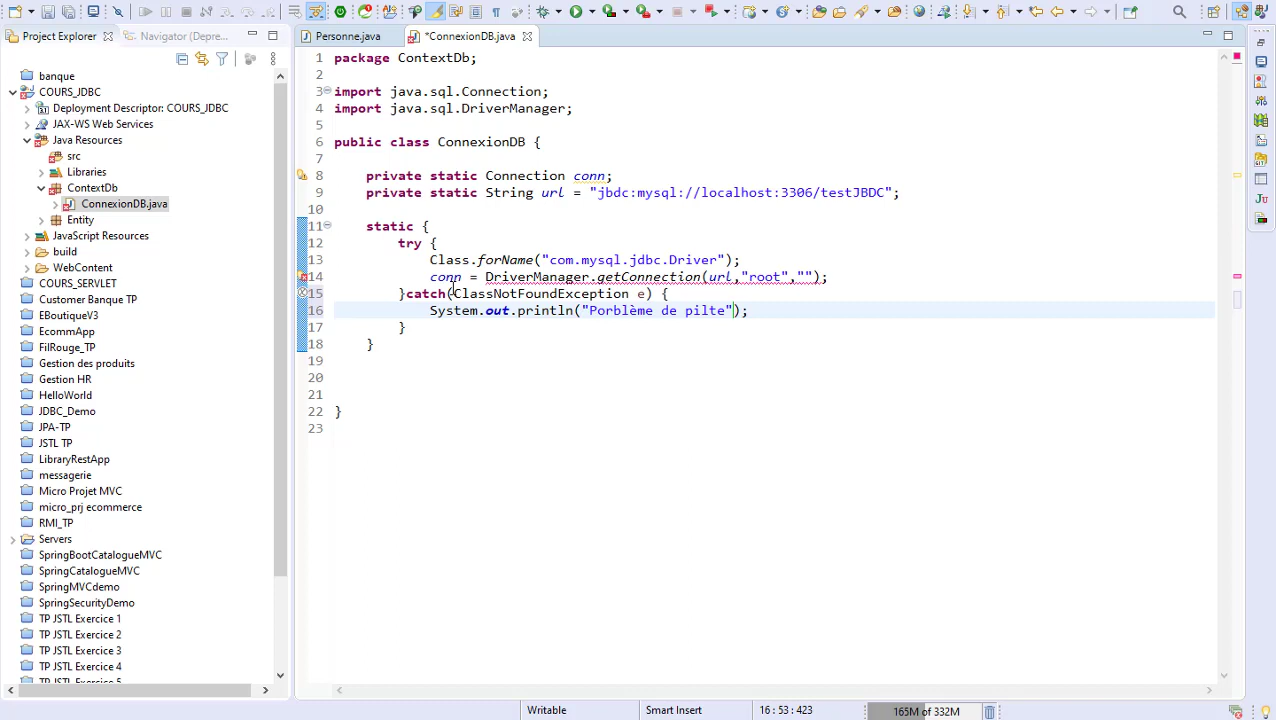 Project Explorer
Navigator (Depre...
banque
COURS_JDBC
Deployment Descriptor: COURS_JDBC
JAX-WS Web Services
Java Resources
src
Libraries
ContextDb
ConnexionDB.java
Entity
JavaScript Resources
build
WebContent
COURS_SERVLET
Customer Banque TP
EBoutiqueV3
EcommApp
FilRouge_TP
Gestion des produits
Gestion HR
HelloWorld
JDBC_Demo
JPA-TP
JSTL TP
LibraryRestApp
messagerie
Micro Projet MVC
micro_prj ecommerce
RMI_TP
Servers
SpringBootCatalogueMVC
SpringCatalogueMVC
SpringMVCdemo
SpringSecurityDemo
TP JSTL Exercice 1
TP JSTL Exercice 2
TP JSTL Exercice 3
TP JSTL Exercice 4
TP JSTL Exercice 5
Personne.java
*ConnexionDB.java
1 package ContextDb;
2
3 import java.sql.Connection;
4 import java.sql.DriverManager;
5
6 public class ConnexionDB {
7
8 private static Connection conn;
9 private static String url = "jbdc:mysql://localhost:3306/testJBDC";
10
11 static {
12 try {
13 Class.forName("com.mysql.jdbc.Driver");
14 conn = DriverManager.getConnection(url,"root","");
15 }catch(ClassNotFoundException e) {
16 System.out.println("Porblème de pilte");
17 }
18 }
19
20
21
22 }
23
Writable
Smart Insert
16 : 53 : 423
165M of 332M